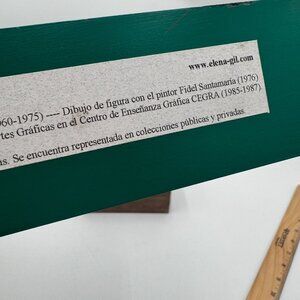 www.elena-gil.com
960-1975) ---- Dibujo de figura con el pintor Fidel Santamaría (1976)
rtes Gráficas en el Centro de Enseñanza Gráfica CEGRA (1985-1987)
as. Se encuentra representada en colecciones públicas y privadas.